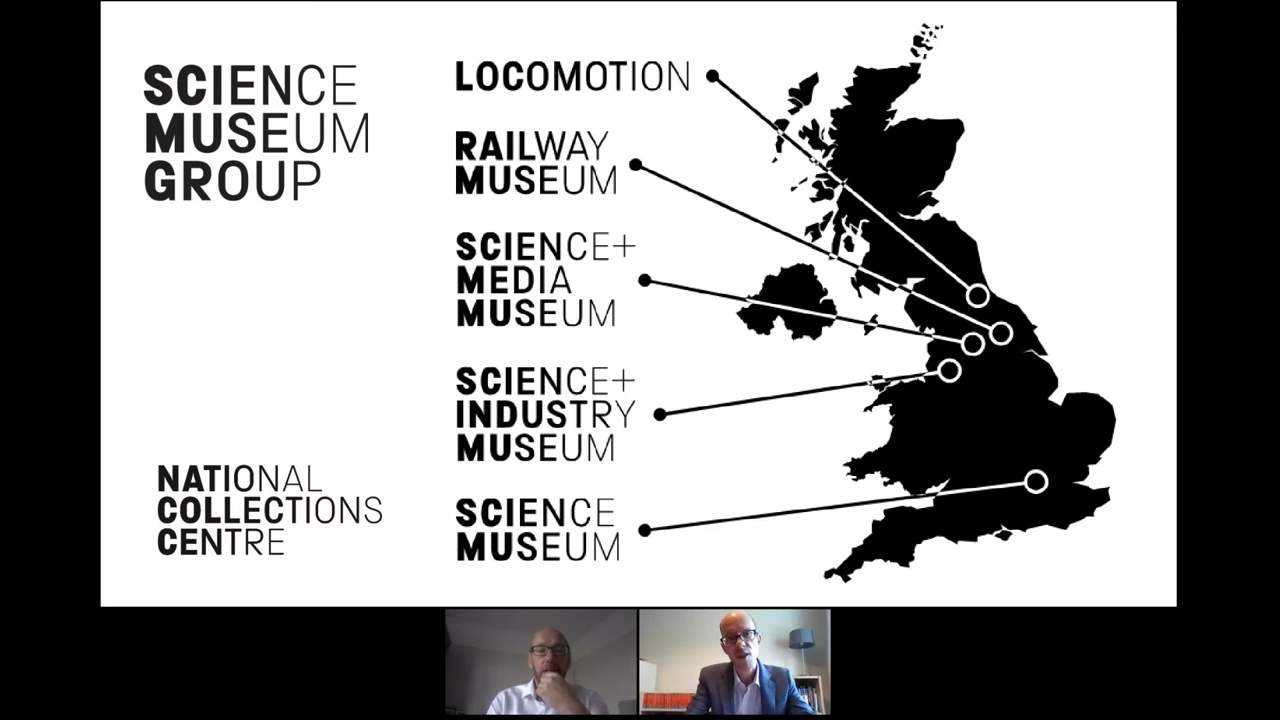 SCIENCE
MUSEUM
GROUP
NATIONAL
COLLECTIONS
CENTRE
LOCOMOTION
RAILWAY
MUSEUM
SCIENCE+
MEDIA
MUSEUM
SCIENCE+
INDUSTRY
MUSEUM
SCIENCE
MUSEUM